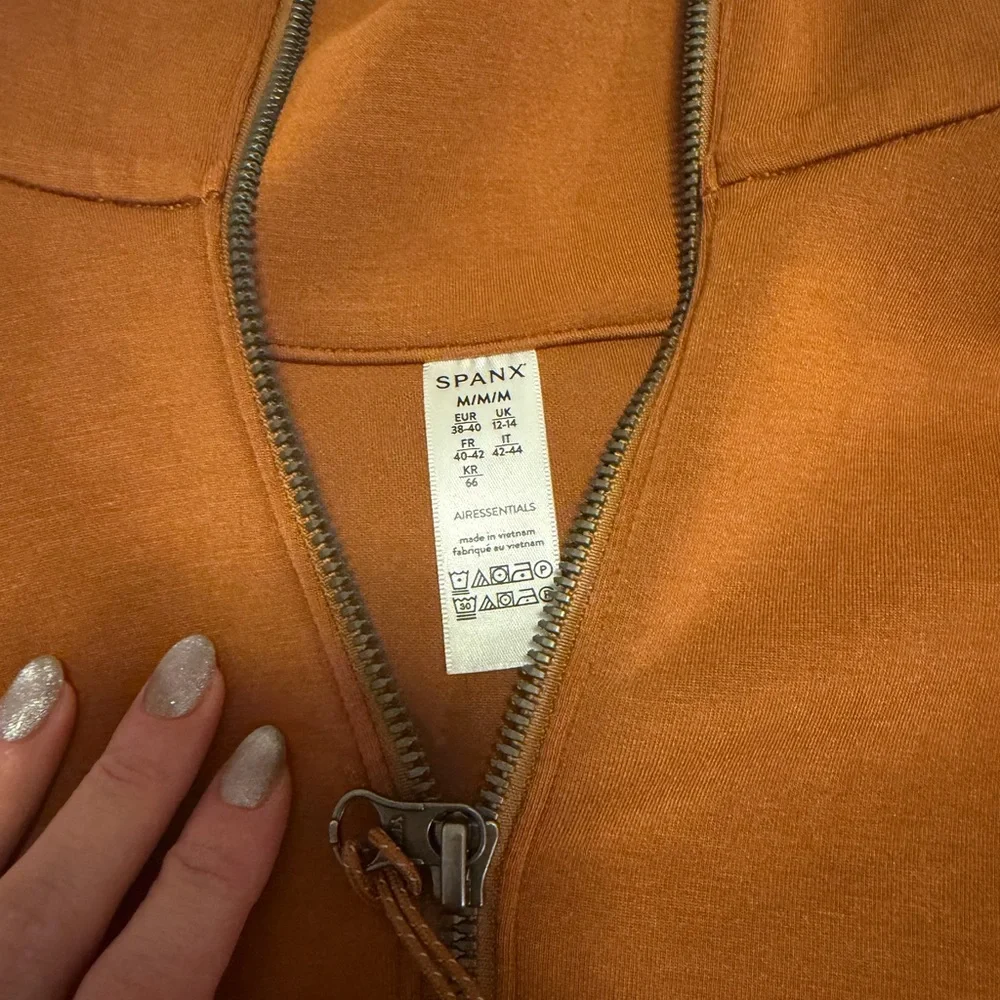 SPANX
M/M/M
EUR UK
38-40 12-14
FR IT
40-42 42-44
KR
66
AIRESSENTIALS
made in vietnam
fabriqué au vietnam
P
30